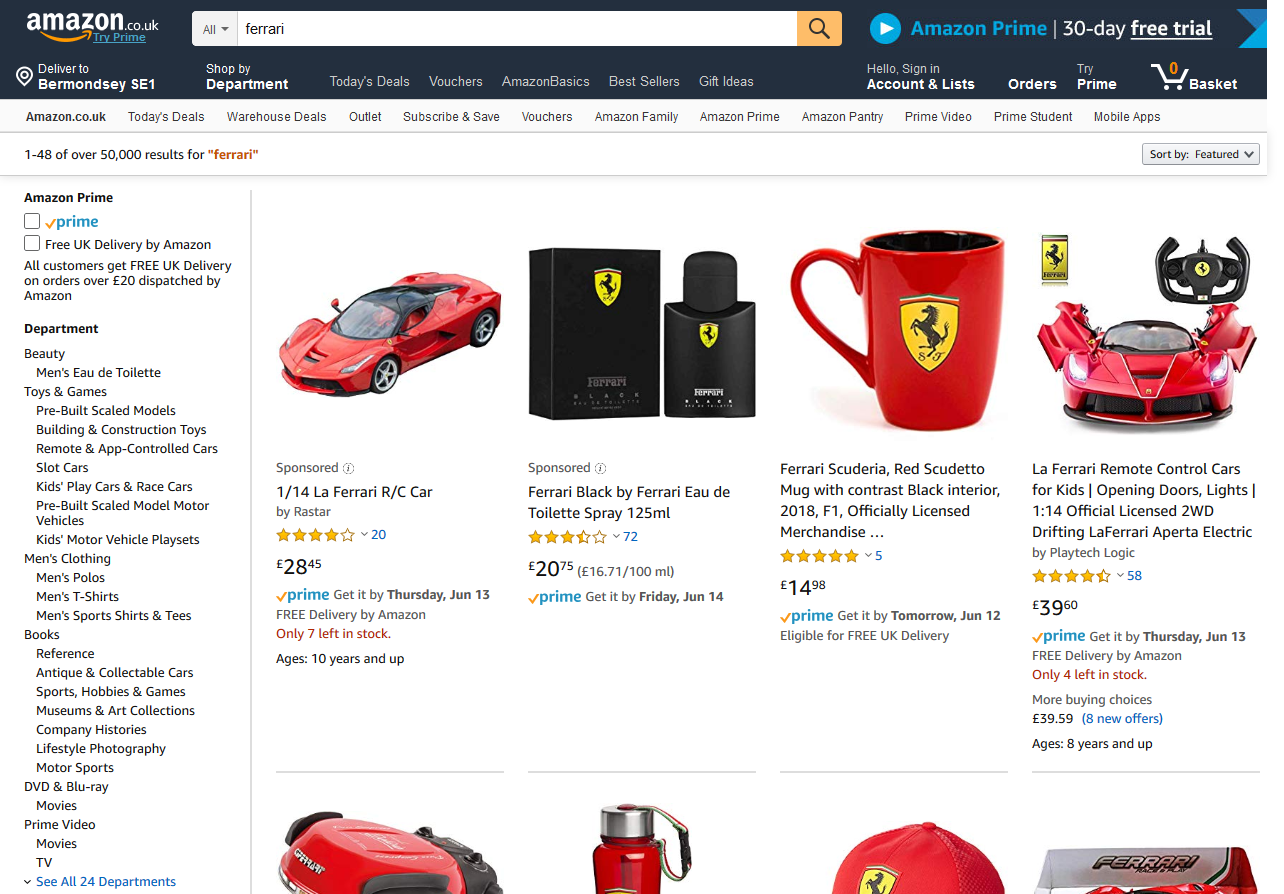 amazon.co.uk
Try Prime
All
ferrari
Amazon Prime | 30-day free trial
Deliver to
Bermondsey SE1
Shop by
Department
Today's Deals Vouchers AmazonBasics Best Sellers Gift Ideas
Hello, Sign in
Account & Lists
Orders
Try
Prime
0
Basket
Amazon.co.uk Today's Deals Warehouse Deals Outlet Subscribe & Save Vouchers Amazon Family Amazon Prime Amazon Pantry Prime Video Prime Student Mobile Apps
1-48 of over 50,000 results for "ferrari"
Sort by: Featured
Amazon Prime
prime
Free UK Delivery by Amazon
All customers get FREE UK Delivery
on orders over £20 dispatched by
Amazon
Department
Beauty
Men's Eau de Toilette
Toys & Games
Pre-Built Scaled Models
Building & Construction Toys
Remote & App-Controlled Cars
Slot Cars
Kids' Play Cars & Race Cars
Pre-Built Scaled Model Motor
Vehicles
Kids' Motor Vehicle Playsets
Men's Clothing
Men's Polos
Men's T-Shirts
Men's Sports Shirts & Tees
Books
Reference
Antique & Collectable Cars
Sports, Hobbies & Games
Museums & Art Collections
Company Histories
Lifestyle Photography
Motor Sports
DVD & Blu-ray
Movies
Prime Video
Movies
TV
See All 24 Departments
Sponsored
1/14 La Ferrari R/C Car
by Rastar
20
£2845
prime Get it by Thursday, Jun 13
FREE Delivery by Amazon
Only 7 left in stock.
Ages: 10 years and up
Ferrari
BLACK
Ferrari
BLACK
Sponsored
Ferrari Black by Ferrari Eau de
Toilette Spray 125ml
72
£2075 (£16.71/100 ml)
prime Get it by Friday, Jun 14
S F
Ferrari Scuderia, Red Scudetto
Mug with contrast Black interior,
2018, F1, Officially Licensed
Merchandise …
5
£1498
prime Get it by Tomorrow, Jun 12
Eligible for FREE UK Delivery
La Ferrari Remote Control Cars
for Kids | Opening Doors, Lights |
1:14 Official Licensed 2WD
Drifting LaFerrari Aperta Electric
by Playtech Logic
58
£3960
prime Get it by Thursday, Jun 13
FREE Delivery by Amazon
Only 4 left in stock.
More buying choices
£39.59 (8 new offers)
Ages: 8 years and up
FERRARI
FERRARI
RACE & PLAY